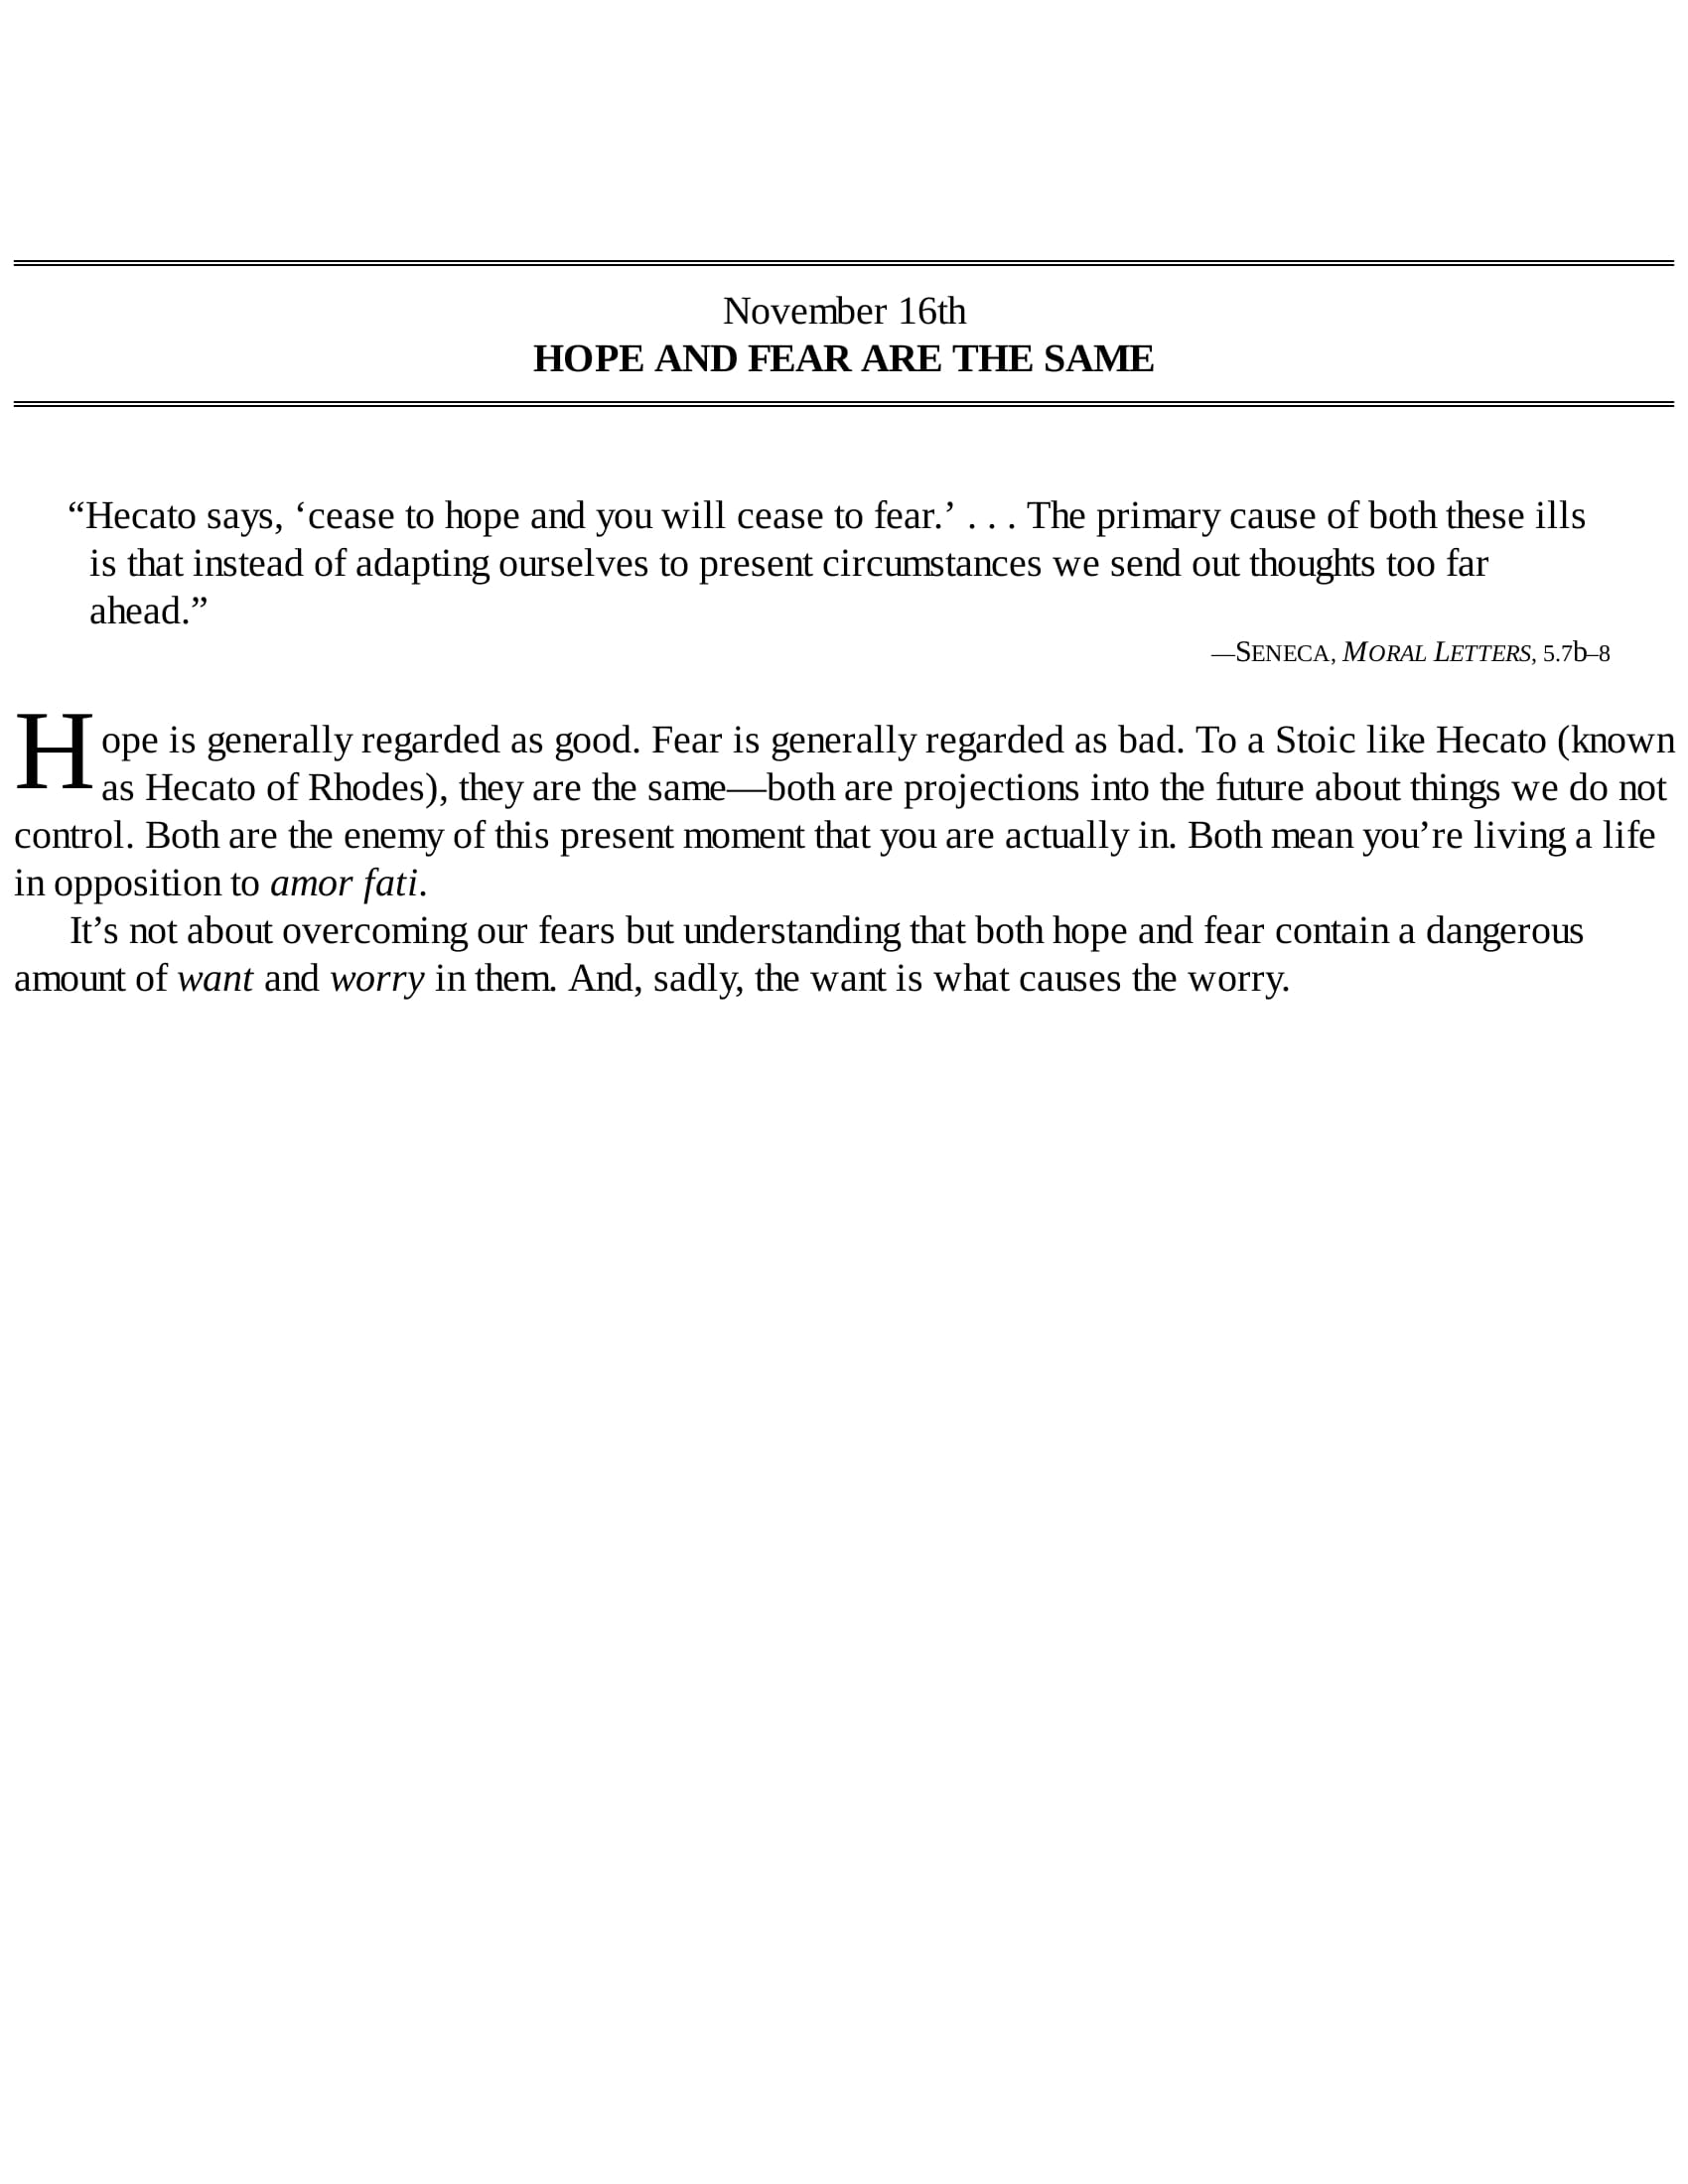 November 16th
HOPE AND FEAR ARE THE SAME
“Hecato says, ‘cease to hope and you will cease to fear.’ . . . The primary cause of both these ills
is that instead of adapting ourselves to present circumstances we send out thoughts too far
ahead.”
—SENECA, MORAL LETTERS, 5.7b–8
Hope is generally regarded as good. Fear is generally regarded as bad. To a Stoic like Hecato (known
as Hecato of Rhodes), they are the same—both are projections into the future about things we do not
control. Both are the enemy of this present moment that you are actually in. Both mean you’re living a life
in opposition to amor fati.
It’s not about overcoming our fears but understanding that both hope and fear contain a dangerous
amount of want and worry in them. And, sadly, the want is what causes the worry.